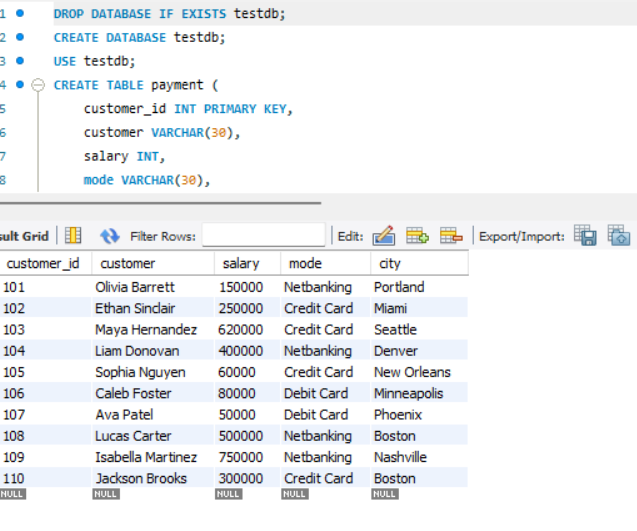 1 DROP DATABASE IF EXISTS testdb;
2 CREATE DATABASE testdb;
3 USE testdb;
4 CREATE TABLE payment (
5 customer_id INT PRIMARY KEY,
6 customer VARCHAR(30),
7 salary INT,
8 mode VARCHAR(30),
sult Grid Filter Rows: Edit: Export/Import:
customer_id customer salary mode city
101 Olivia Barrett 150000 Netbanking Portland
102 Ethan Sinclair 250000 Credit Card Miami
103 Maya Hernandez 620000 Credit Card Seattle
104 Liam Donovan 400000 Netbanking Denver
105 Sophia Nguyen 60000 Credit Card New Orleans
106 Caleb Foster 80000 Debit Card Minneapolis
107 Ava Patel 50000 Debit Card Phoenix
108 Lucas Carter 500000 Netbanking Boston
109 Isabella Martinez 750000 Netbanking Nashville
110 Jackson Brooks 300000 Credit Card Boston
NULL NULL NULL NULL NULL